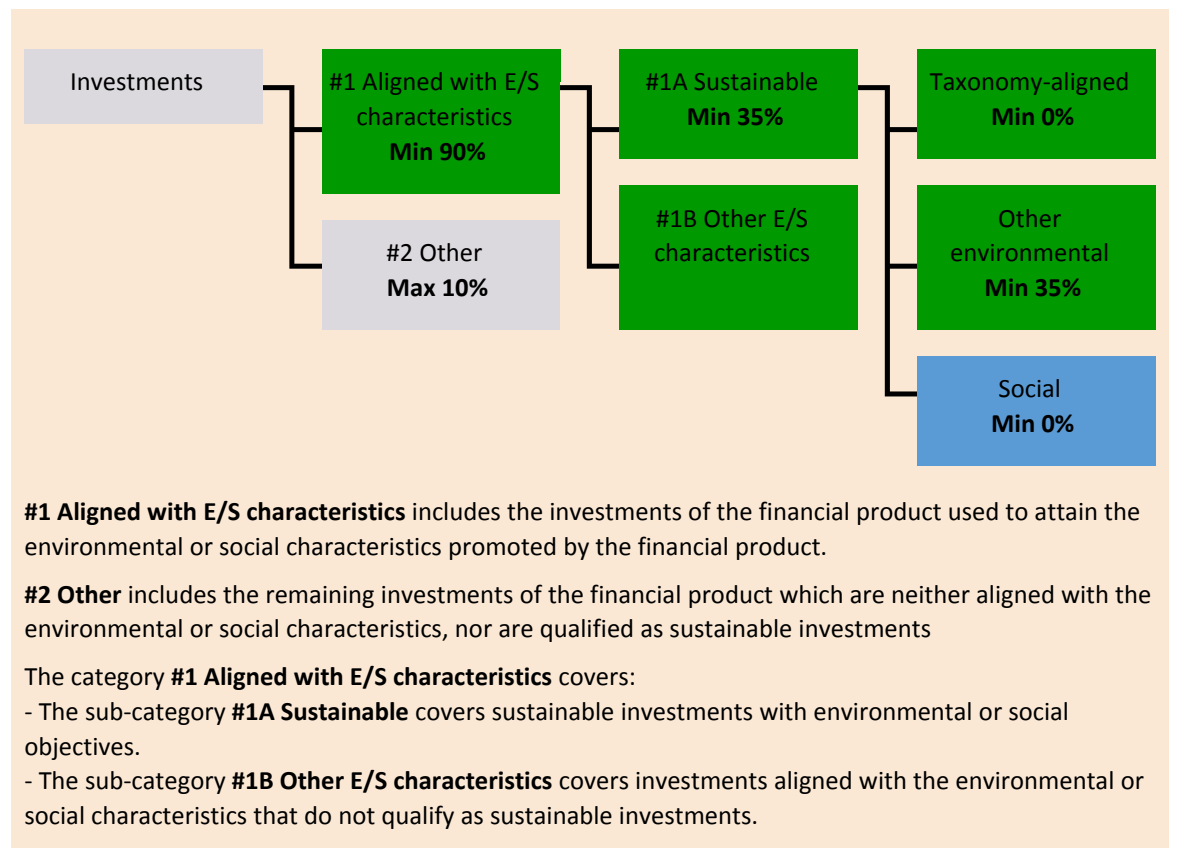 Investments
#1 Aligned with E/S
characteristics
Min 90%
#2 Other
Max 10%
#1A Sustainable
Min 35%
#1B Other E/S
characteristics
Taxonomy-aligned
Min 0%
Other
environmental
Min 35%
Social
Min 0%
#1 Aligned with E/S characteristics includes the investments of the financial product used to attain the
environmental or social characteristics promoted by the financial product.
#2 Other includes the remaining investments of the financial product which are neither aligned with the
environmental or social characteristics, nor are qualified as sustainable investments
The category #1 Aligned with E/S characteristics covers:
- The sub-category #1A Sustainable covers sustainable investments with environmental or social
objectives.
- The sub-category #1B Other E/S characteristics covers investments aligned with the environmental or
social characteristics that do not qualify as sustainable investments.